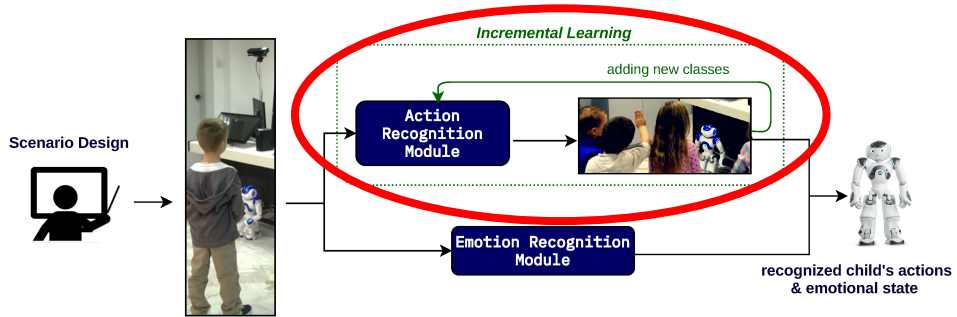 Incremental Learning
adding new classes
Action
Recognition
Module
Scenario Design
Emotion Recognition
Module
recognized child's actions
& emotional state